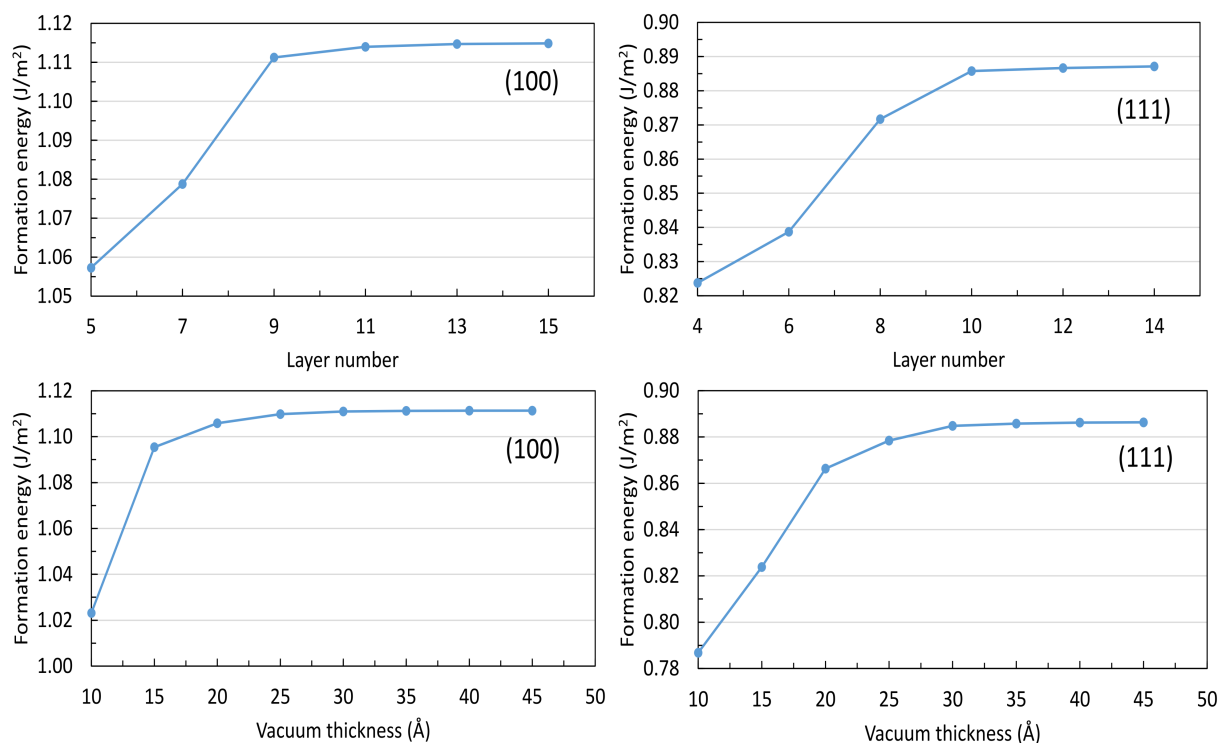 Formation energy (J/m²)
1.12
1.11
1.10
1.09
1.08
1.07
1.06
1.05
(100)
5 7 9 11 13 15
Layer number
Formation energy (J/m²)
0.90
0.89
0.88
0.87
0.86
0.85
0.84
0.83
0.82
(111)
4 6 8 10 12 14
Layer number
Formation energy (J/m²)
1.12
1.10
1.08
1.06
1.04
1.02
1.00
(100)
10 15 20 25 30 35 40 45 50
Vacuum thickness (Å)
Formation energy (J/m²)
0.90
0.88
0.86
0.84
0.82
0.80
0.78
(111)
10 15 20 25 30 35 40 45 50
Vacuum thickness (Å)